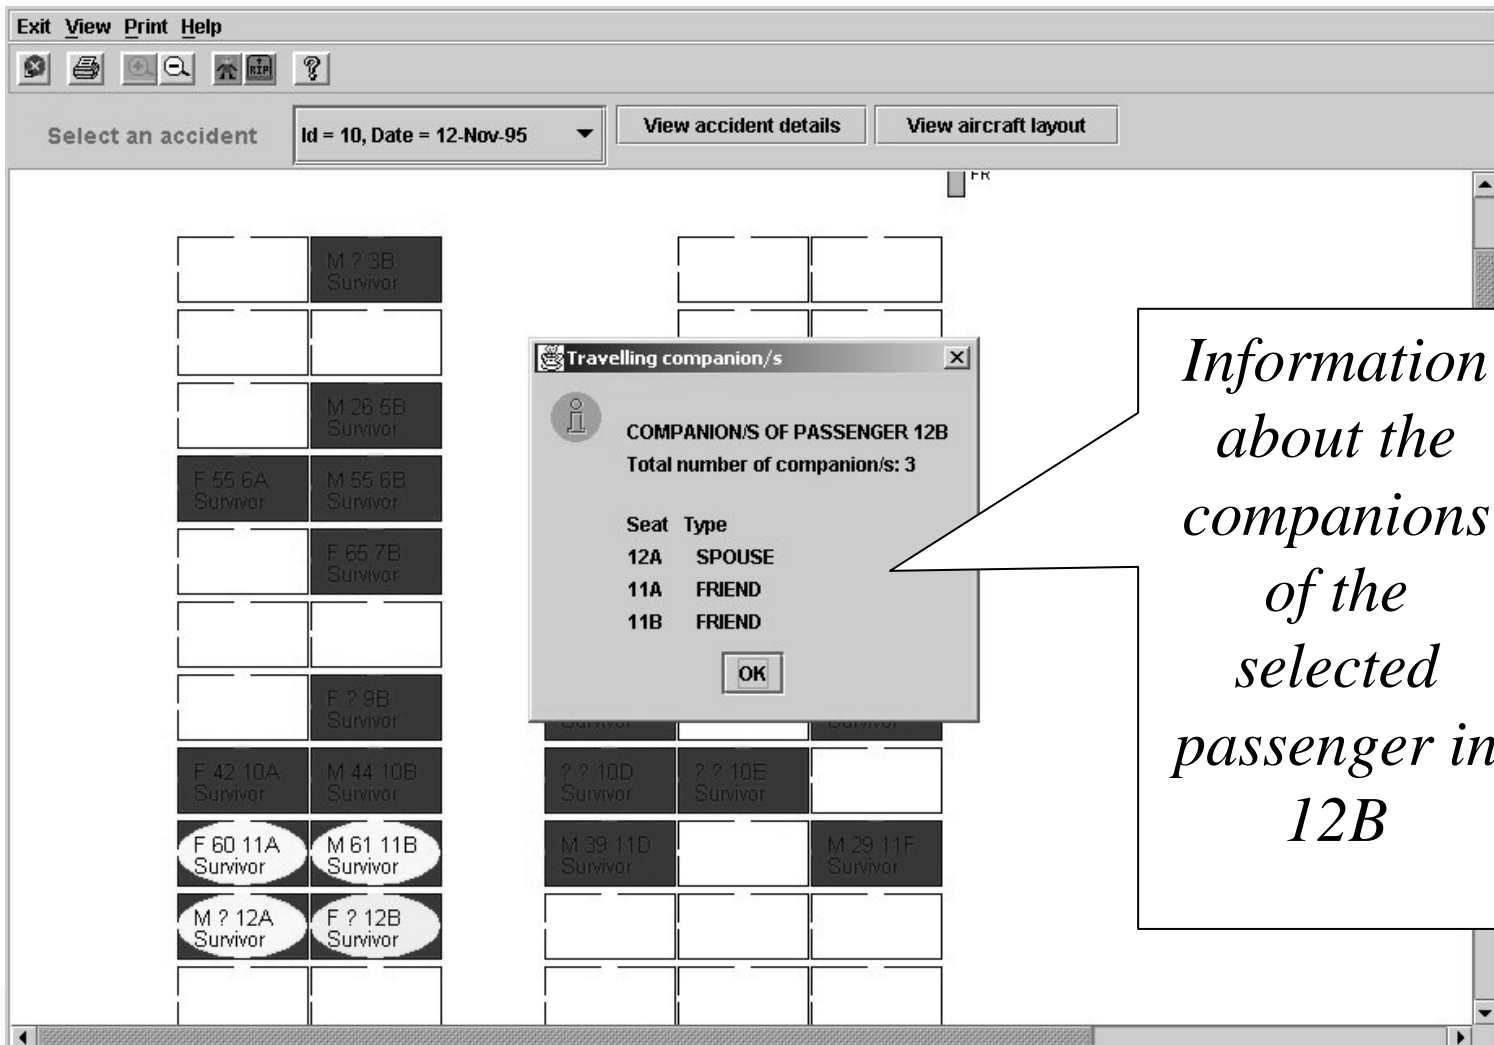 Exit View Print Help
RIP
Select an accident
Id = 10, Date = 12-Nov-95
View accident details
View aircraft layout
FR
M ? 3B
Survivor
M 26 5B
Survivor
F 55 6A
Survivor
M 55 6B
Survivor
F 65 7B
Survivor
F ? 9B
Survivor
F 42 10A
Survivor
M 44 10B
Survivor
? ? 10D
Survivor
? ? 10E
Survivor
F 60 11A
Survivor
M 61 11B
Survivor
M 39 11D
Survivor
M 29 11F
Survivor
M ? 12A
Survivor
F ? 12B
Survivor
Travelling companion/s
COMPANION/S OF PASSENGER 12B
Total number of companion/s: 3
Seat Type
12A SPOUSE
11A FRIEND
11B FRIEND
OK
Information
about the
companions
of the
selected
passenger in
12B